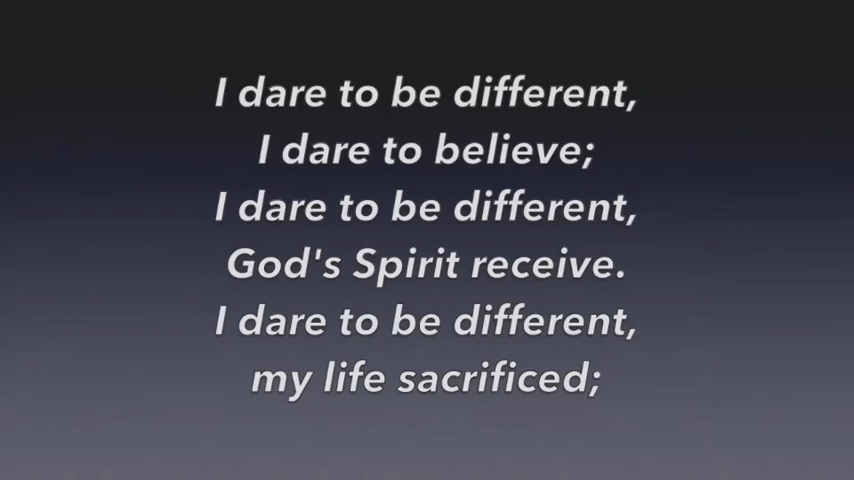 I dare to be different,
I dare to believe;
I dare to be different,
God's Spirit receive.
I dare to be different,
my life sacrificed;